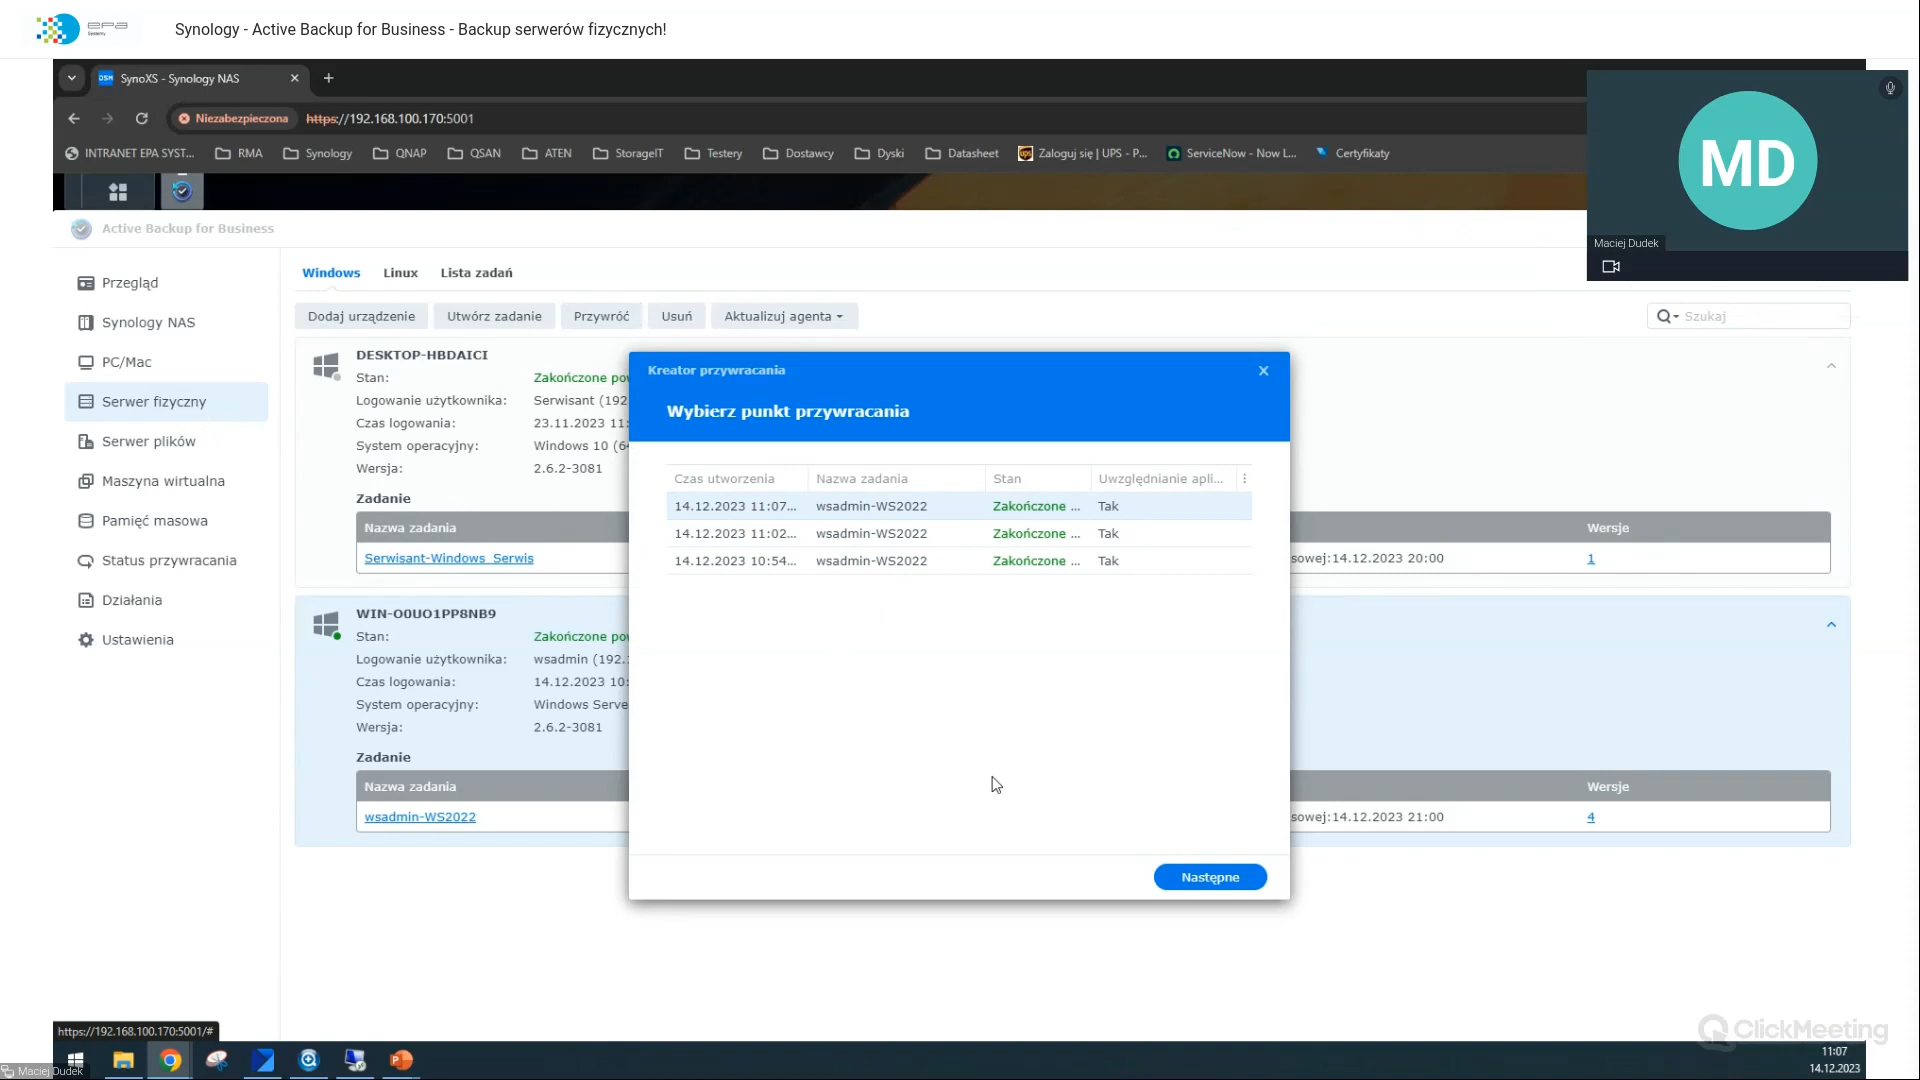 epa
Systemy
Synology - Active Backup for Business - Backup serwerów fizycznych!
SynoXS - Synology NAS
Niezabezpieczona https://192.168.100.170:5001
INTRANET EPA SYST... RMA Synology QNAP QSAN ATEN StorageIT Testery Dostawcy Dyski Datasheet Zaloguj się | UPS - P... ServiceNow - Now L... Certyfikaty
MD
Maciej Dudek
Active Backup for Business
Przegląd
Synology NAS
PC/Mac
Serwer fizyczny
Serwer plików
Maszyna wirtualna
Pamięć masowa
Status przywracania
Działania
Ustawienia
Windows Linux Lista zadań
Dodaj urządzenie Utwórz zadanie Przywróć Usuń Aktualizuj agenta Szukaj
DESKTOP-HBDAICI
Stan: Zakończone pow
Logowanie użytkownika: Serwisant (192
Czas logowania: 23.11.2023 11:
System operacyjny: Windows 10 (6
Wersja: 2.6.2-3081
Zadanie
Nazwa zadania Wersje
Serwisant-Windows_Serwis sowej:14.12.2023 20:00 1
WIN-O0UO1PP8NB9
Stan: Zakończone pow
Logowanie użytkownika: wsadmin (192.
Czas logowania: 14.12.2023 10:
System operacyjny: Windows Serve
Wersja: 2.6.2-3081
Zadanie
Nazwa zadania Wersje
wsadmin-WS2022 sowej:14.12.2023 21:00 4
Kreator przywracania
Wybierz punkt przywracania
Czas utworzenia Nazwa zadania Stan Uwzględnianie apli...
14.12.2023 11:07... wsadmin-WS2022 Zakończone ... Tak
14.12.2023 11:02... wsadmin-WS2022 Zakończone ... Tak
14.12.2023 10:54... wsadmin-WS2022 Zakończone ... Tak
Następne
https://192.168.100.170:5001/#
ClickMeeting
11:07
14.12.2023
Maciej Dudek